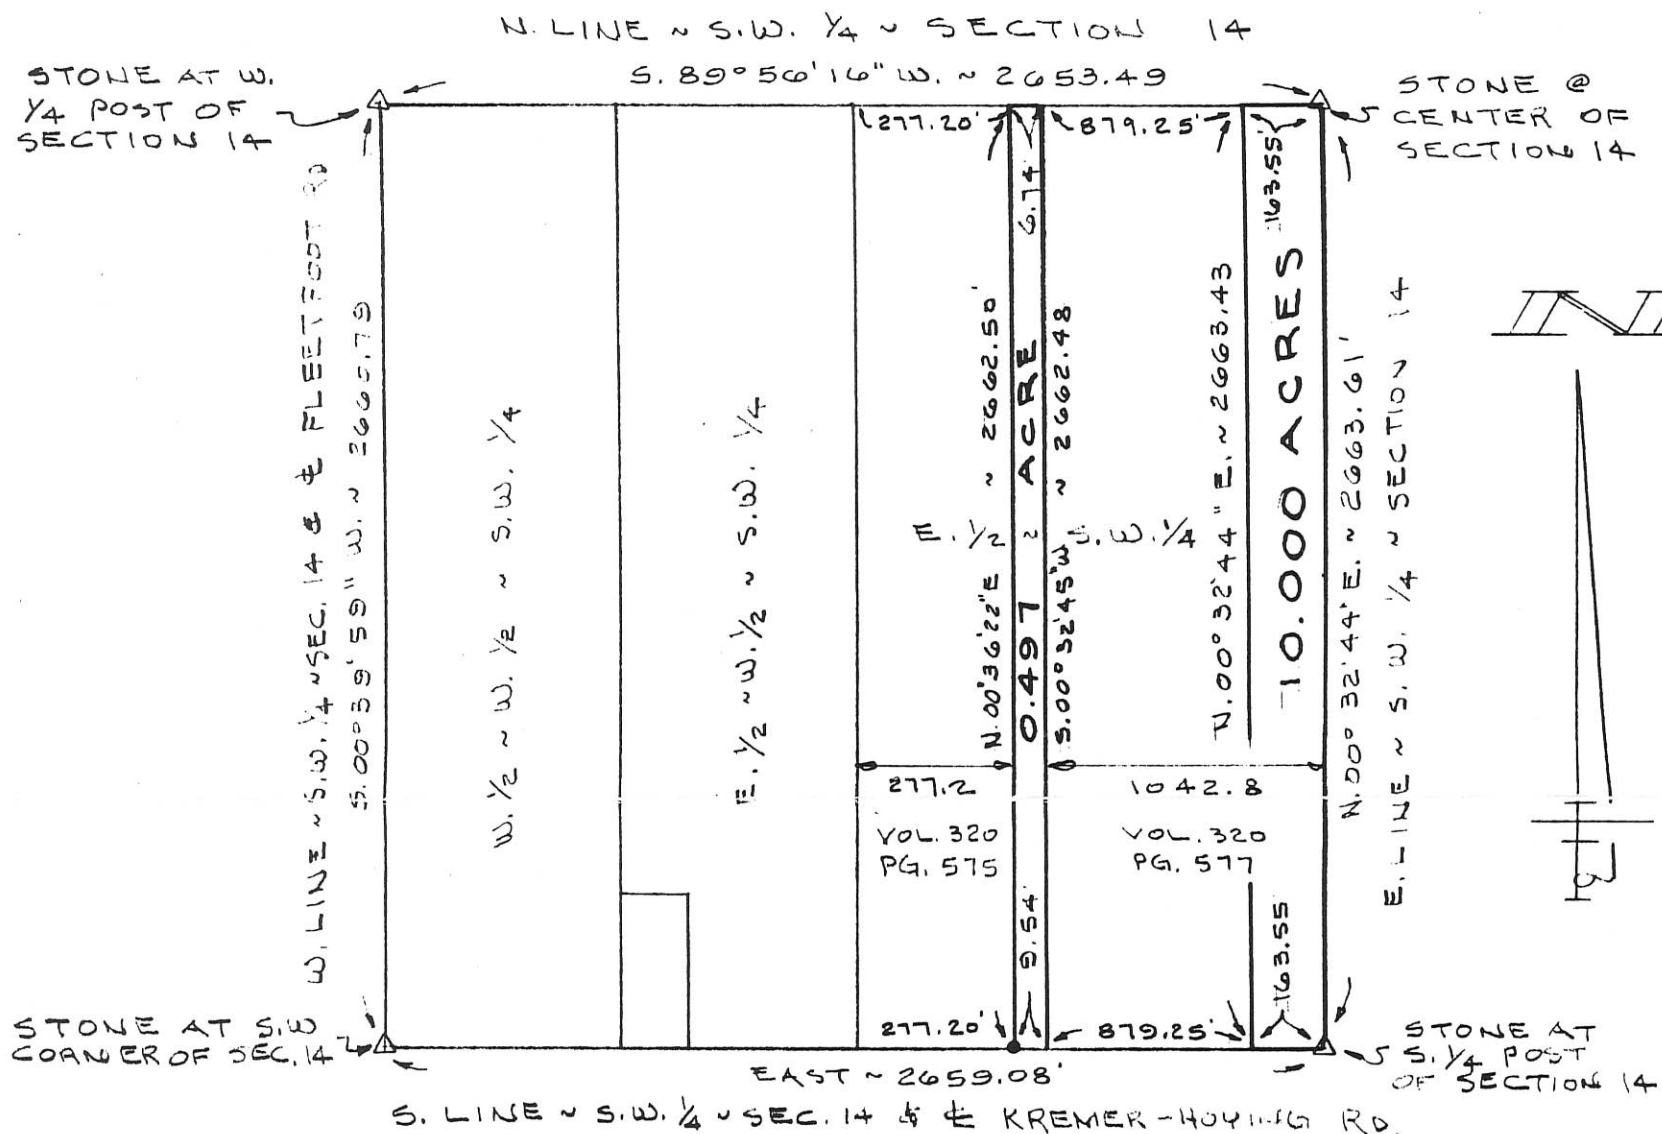 N. LINE ~ S.W. ¼ ~ SECTION 14
S. 89°56'16" W. ~ 2653.49
STONE AT W.
¼ POST OF
SECTION 14
STONE @
CENTER OF
SECTION 14
277.20'
6.74
879.25'
163.55'
W. LINE ~ S.W. ¼ ~ SEC. 14 & ℄ FLEETFOOT RD
S. 00°39'59" W. ~ 2665.79
W. ½ ~ W. ½ ~ S.W. ¼
E. ½ ~ W. ½ ~ S.W. ¼
E. ½ ~ S.W. ¼
N. 00°36'22" E ~ 2662.50'
0.497 ACRE
S. 00°32'45" W ~ 2662.48
N. 00°32'44" E. ~ 2663.43
10.000 ACRES
N. 00°32'44" E. ~ 2663.61'
E. LINE ~ S.W. ¼ ~ SECTION 14
N
277.2
1042.8
VOL. 320
PG. 575
VOL. 320
PG. 577
9.54'
163.55
277.20'
879.25'
STONE AT S.W
CORNER OF SEC. 14
STONE AT
S. ¼ POST
OF SECTION 14
EAST ~ 2659.08'
S. LINE ~ S.W. ¼ ~ SEC. 14 & ℄ KREMER-HOYING RD.